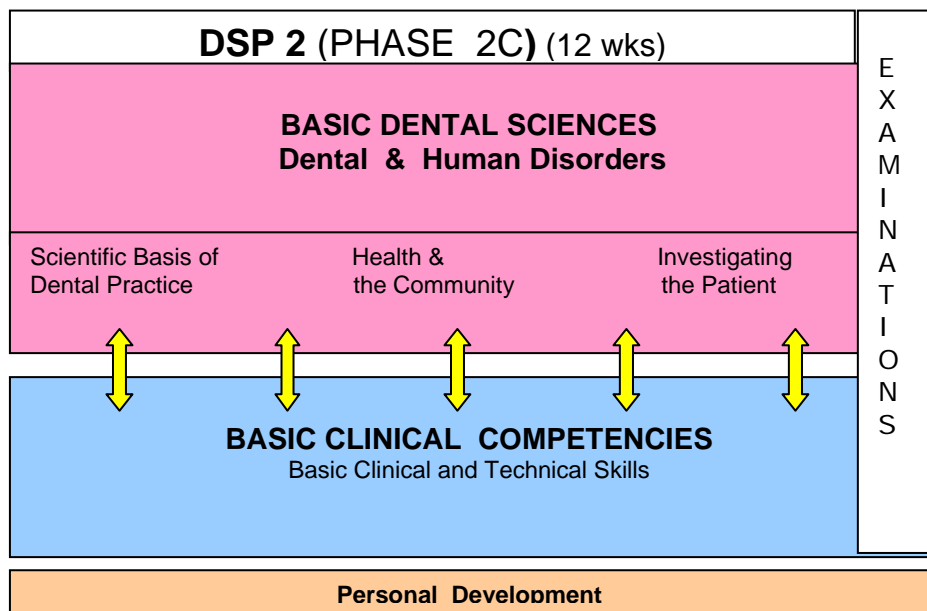 DSP 2 (PHASE 2C) (12 wks)
BASIC DENTAL SCIENCES
Dental & Human Disorders
Scientific Basis of
Dental Practice
Health &
the Community
Investigating
the Patient
BASIC CLINICAL COMPETENCIES
Basic Clinical and Technical Skills
Personal Development
E
X
A
M
I
N
A
T
I
O
N
S